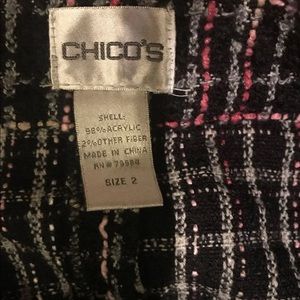 CHICO'S
SHELL:
98% ACRYLIC
2% OTHER FIBER
MADE IN CHINA
RN# 79984
SIZE 2